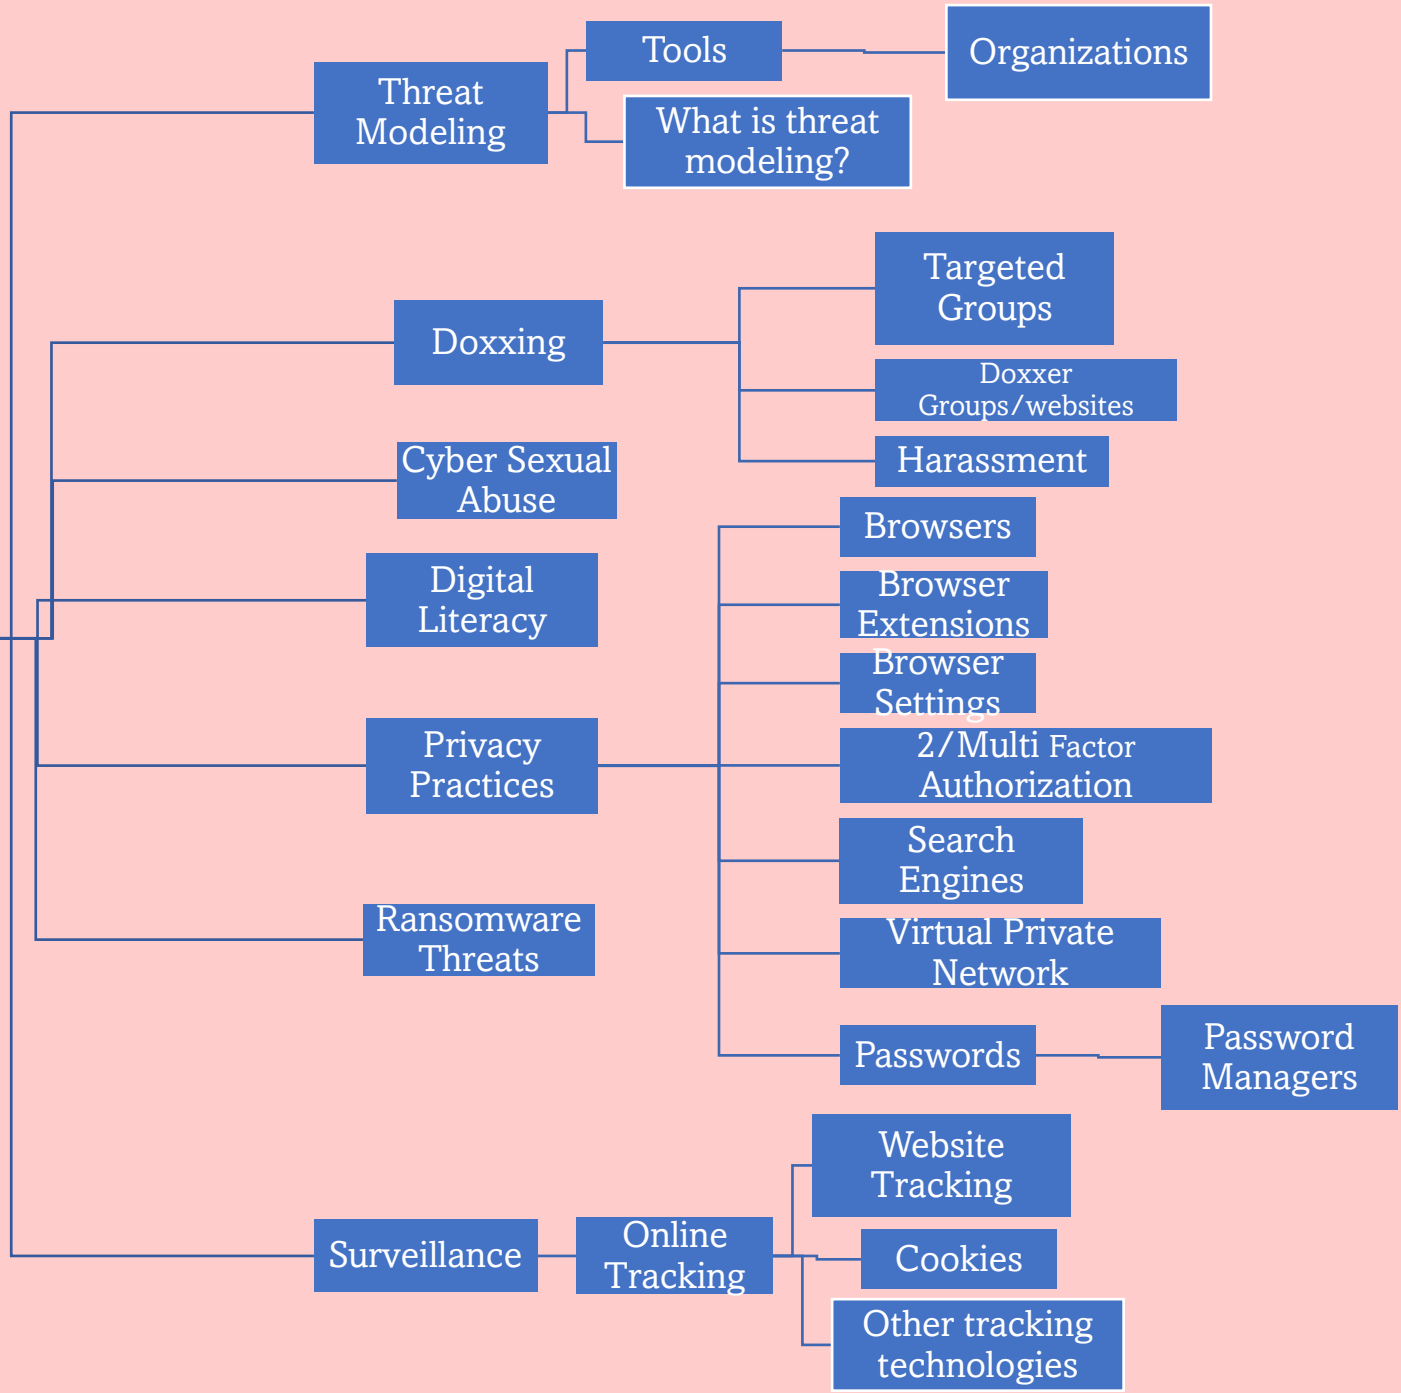 Threat
Modeling
Tools
Organizations
What is threat
modeling?
Doxxing
Targeted
Groups
Doxxer
Groups/websites
Harassment
Cyber Sexual
Abuse
Digital
Literacy
Privacy
Practices
Browsers
Browser
Extensions
Browser
Settings
2/Multi Factor
Authorization
Search
Engines
Virtual Private
Network
Passwords
Password
Managers
Ransomware
Threats
Surveillance
Online
Tracking
Website
Tracking
Cookies
Other tracking
technologies